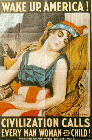 WAKE UP, AMERICA!
CIVILIZATION CALLS
EVERY MAN WOMAN AND CHILD!